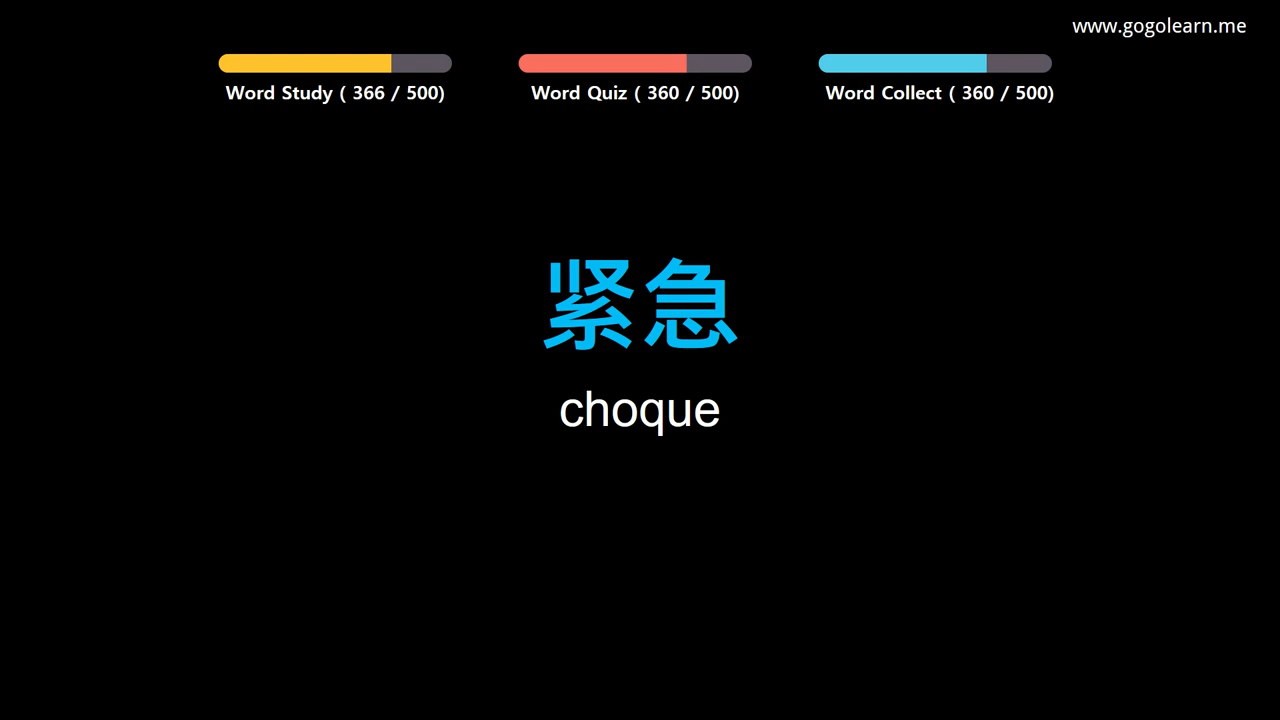 www.gogolearn.me
Word Study ( 366 / 500)
Word Quiz ( 360 / 500)
Word Collect ( 360 / 500)
紧急
choque